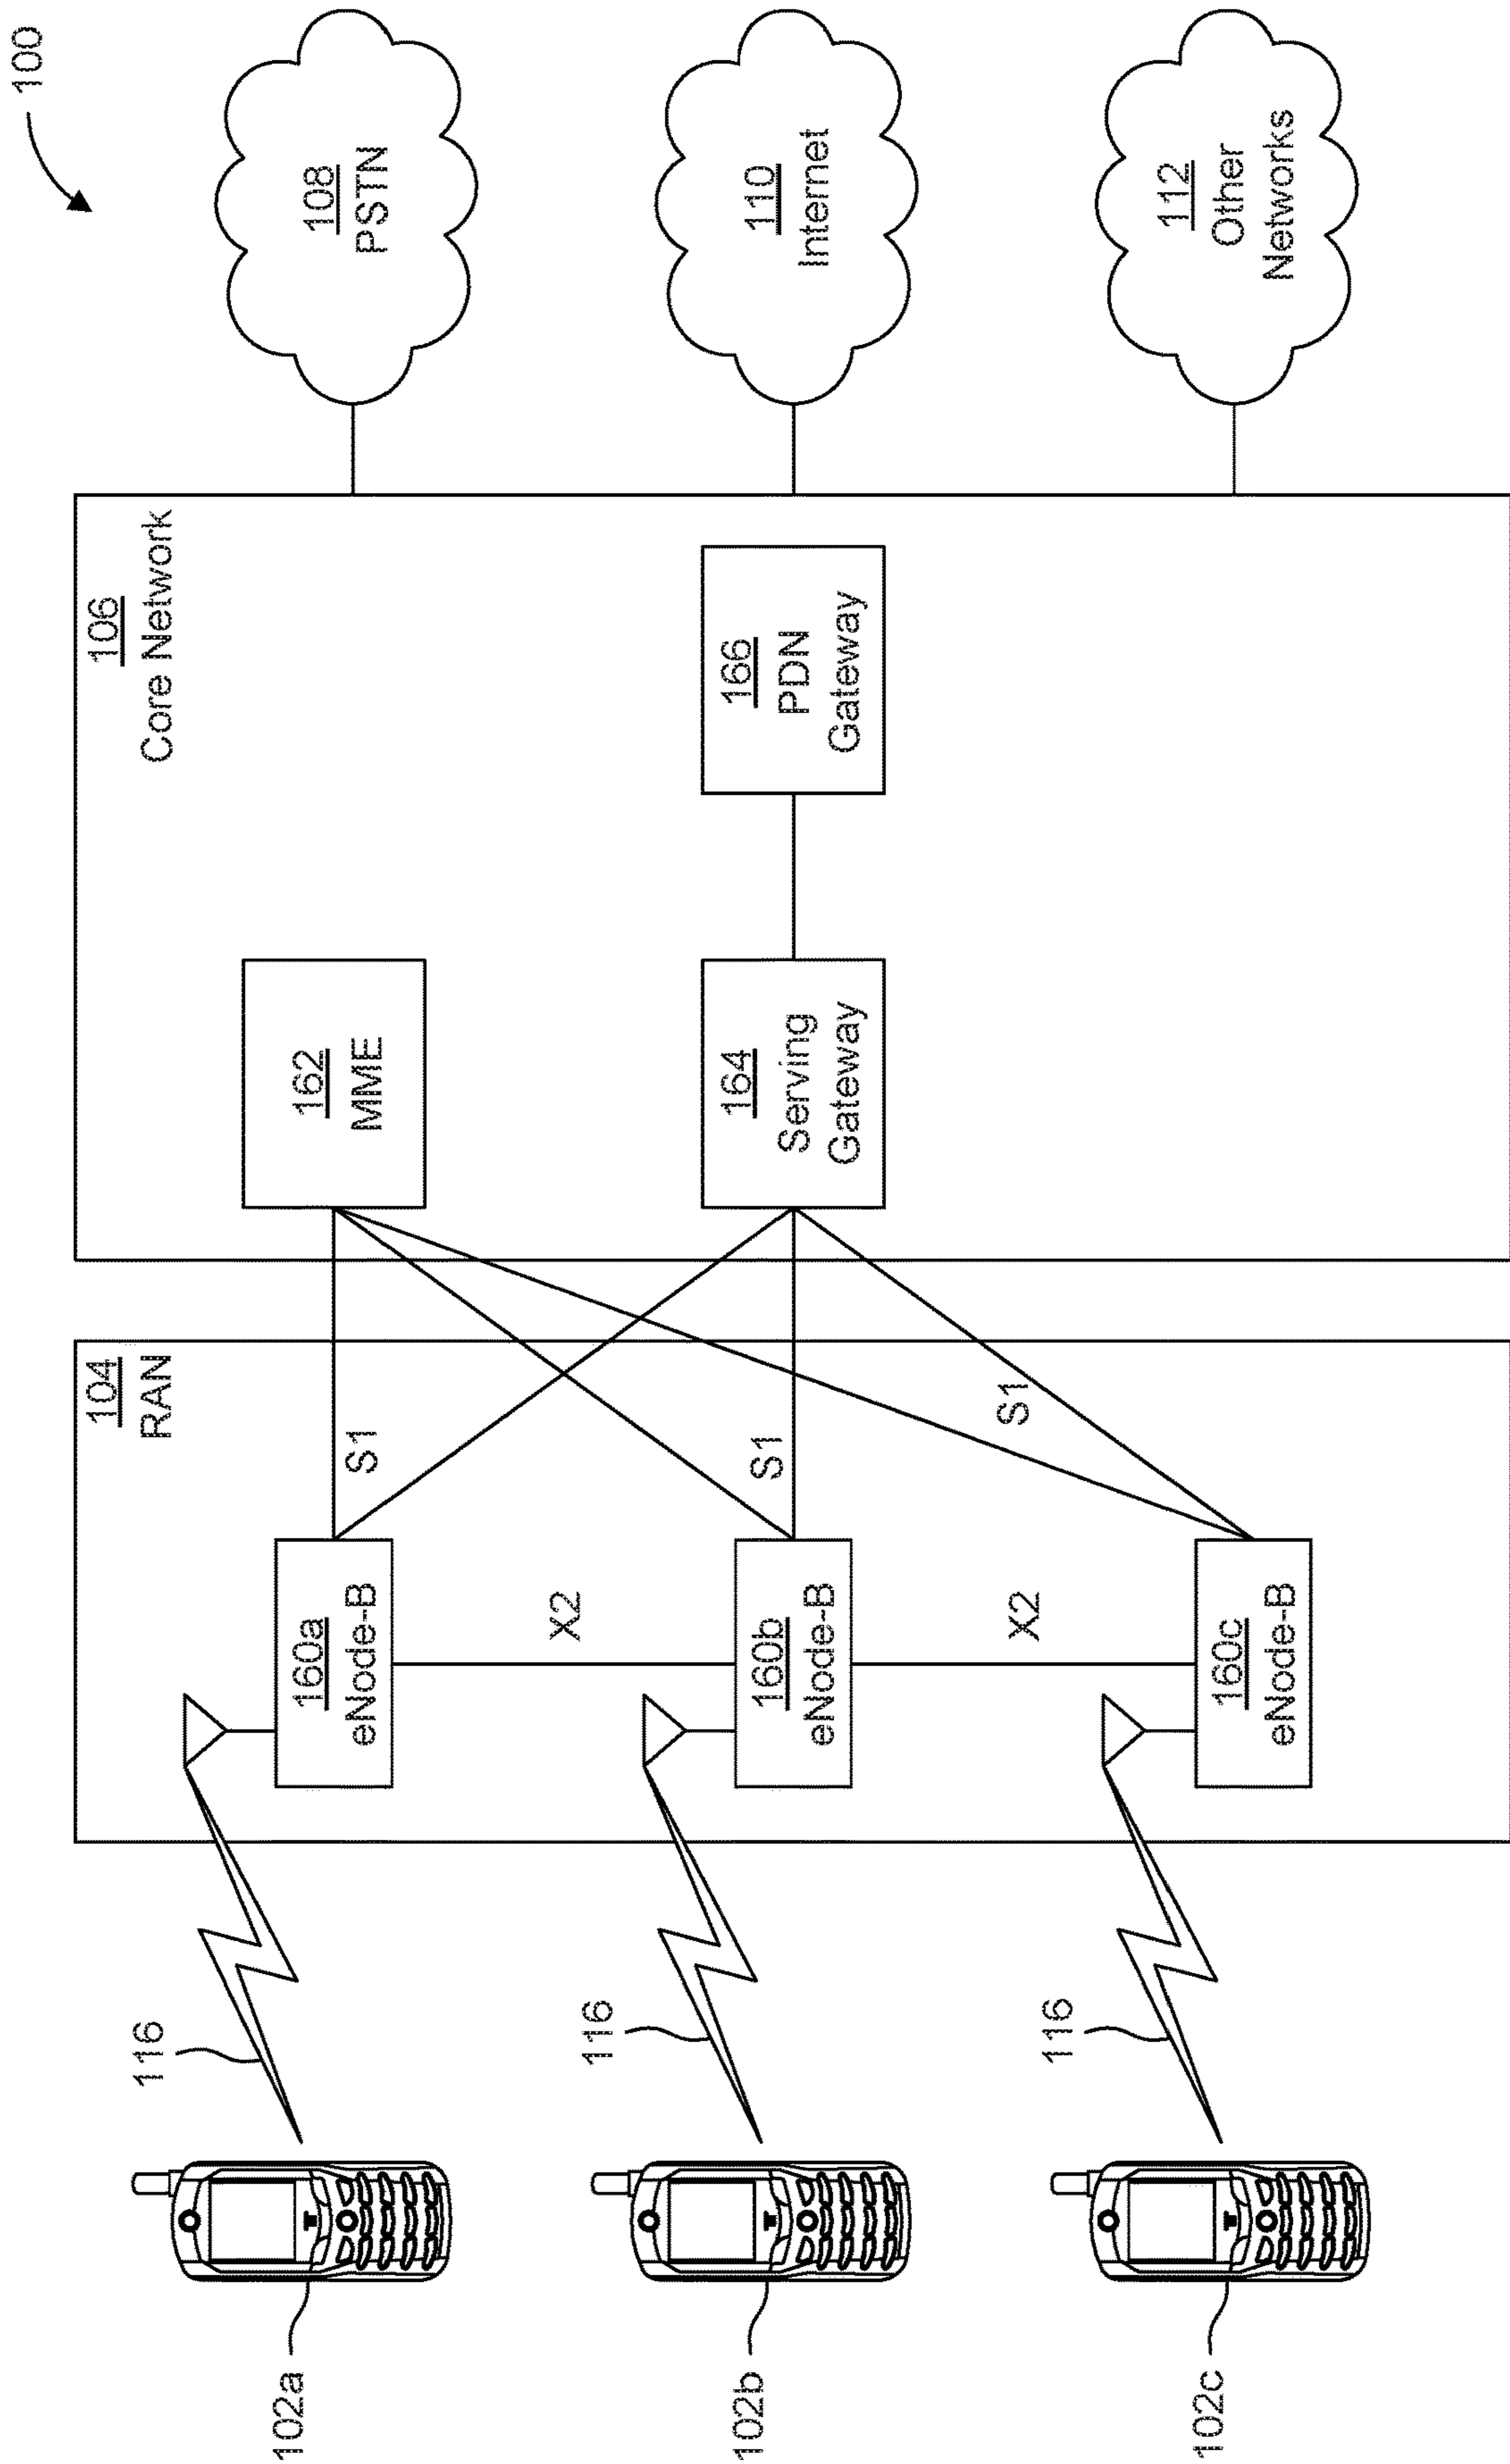 100
102a
116
104
RAN
160a
eNode-B
S1
X2
106
Core Network
162
MME
108
PSTN
102b
116
160b
eNode-B
S1
X2
164
Serving
Gateway
166
PDN
Gateway
110
Internet
102c
116
160c
eNode-B
S1
112
Other
Networks